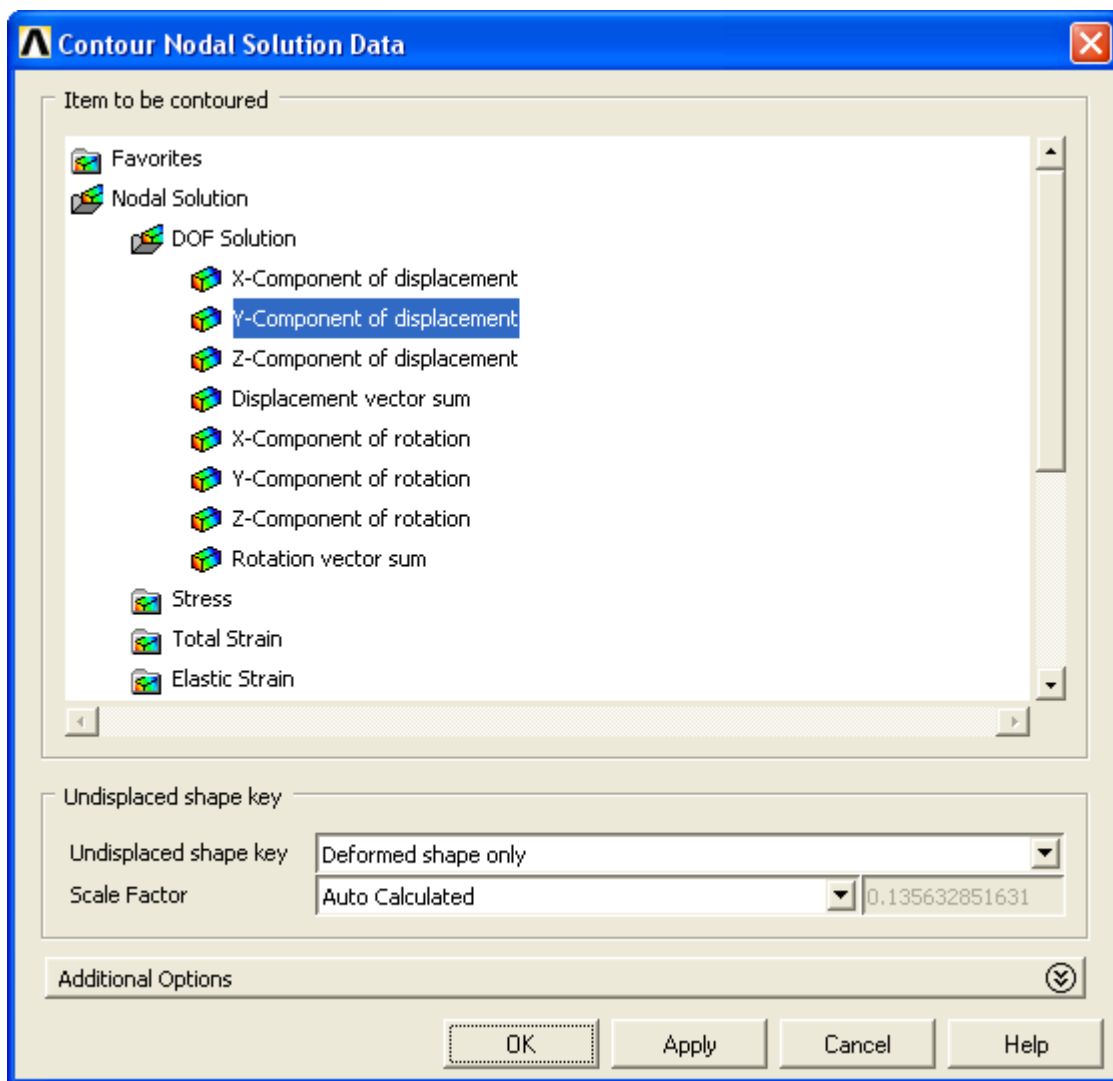 Contour Nodal Solution Data
Item to be contoured
Favorites
Nodal Solution
DOF Solution
X-Component of displacement
Y-Component of displacement
Z-Component of displacement
Displacement vector sum
X-Component of rotation
Y-Component of rotation
Z-Component of rotation
Rotation vector sum
Stress
Total Strain
Elastic Strain
Undisplaced shape key
Undisplaced shape key Deformed shape only
Scale Factor Auto Calculated 0.135632851631
Additional Options
OK Apply Cancel Help